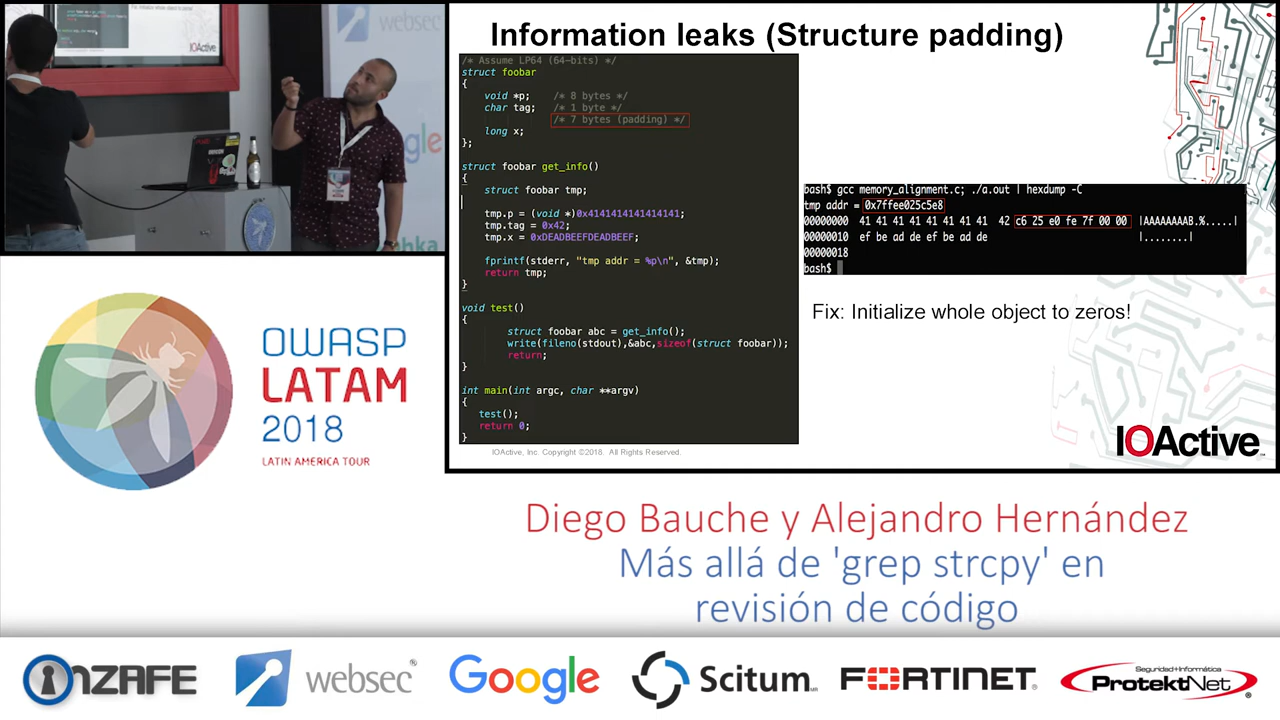 websec
IOActive
Google
Information leaks (Structure padding)
/* Assume LP64 (64-bits) */
struct foobar
{
void *p; /* 8 bytes */
char tag; /* 1 byte */
/* 7 bytes (padding) */
long x;
};
struct foobar get_info()
{
struct foobar tmp;
tmp.p = (void *)0x4141414141414141;
tmp.tag = 0x42;
tmp.x = 0xDEADBEEFDEADBEEF;
fprintf(stderr, "tmp addr = %p\n", &tmp);
return tmp;
}
void test()
{
struct foobar abc = get_info();
write(fileno(stdout),&abc,sizeof(struct foobar));
return;
}
int main(int argc, char **argv)
{
test();
return 0;
}
bash$ gcc memory_alignment.c; ./a.out | hexdump -C
tmp addr = 0x7ffee025c5e8
00000000 41 41 41 41 41 41 41 41 42 c6 25 e0 fe 7f 00 00 |AAAAAAAAB.%.....|
00000010 ef be ad de ef be ad de |........|
00000018
bash$
Fix: Initialize whole object to zeros!
IOActive™
IOActive, Inc. Copyright ©2018. All Rights Reserved.
OWASP
LATAM
2018
LATIN AMERICA TOUR
Diego Bauche y Alejandro Hernández
Más allá de 'grep strcpy' en
revisión de código
INZAFE
websec®
Google
Scitum MR
FORTINET®
Seguridad+Informática
ProtektNet®